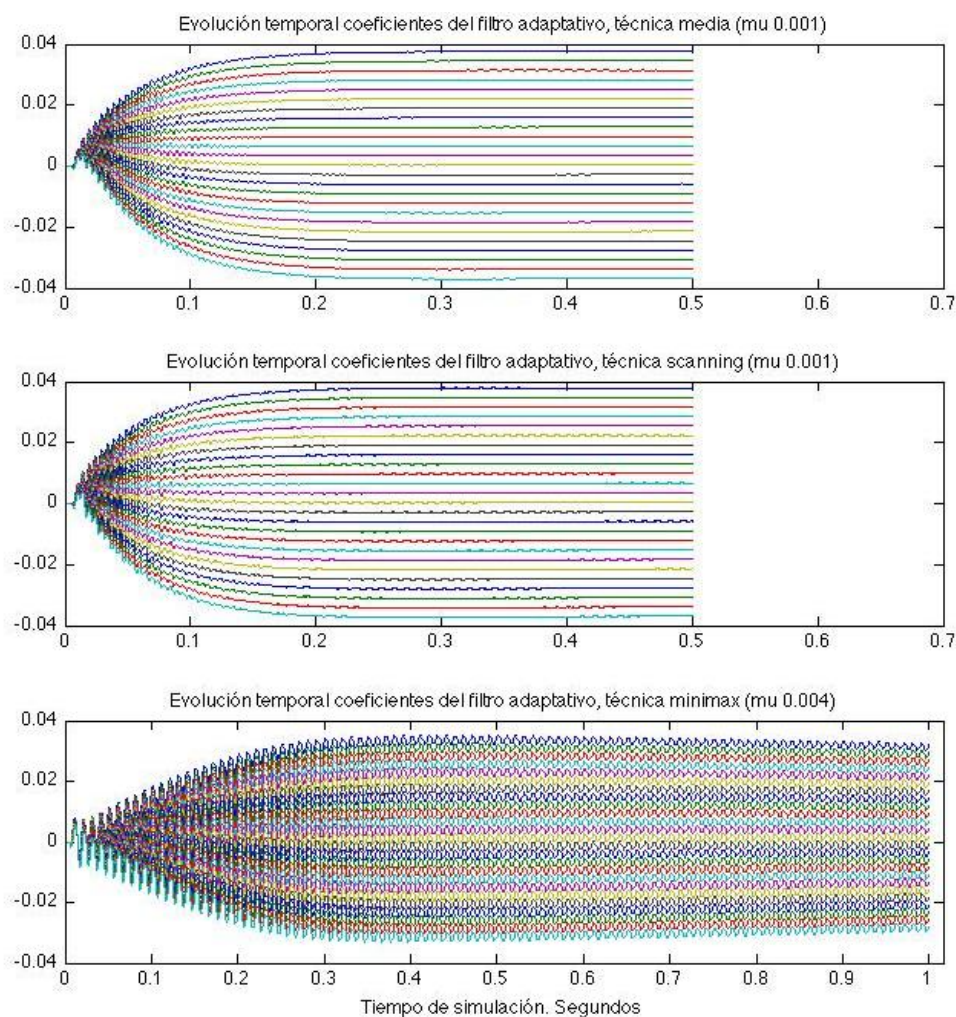 Evolución temporal coeficientes del filtro adaptativo, técnica media (mu 0.001)
0.04
0.02
0
-0.02
-0.04
0 0.1 0.2 0.3 0.4 0.5 0.6 0.7
Evolución temporal coeficientes del filtro adaptativo, técnica scanning (mu 0.001)
0.04
0.02
0
-0.02
-0.04
0 0.1 0.2 0.3 0.4 0.5 0.6 0.7
Evolución temporal coeficientes del filtro adaptativo, técnica minimax (mu 0.004)
0.04
0.02
0
-0.02
-0.04
0 0.1 0.2 0.3 0.4 0.5 0.6 0.7 0.8 0.9 1
Tiempo de simulación. Segundos